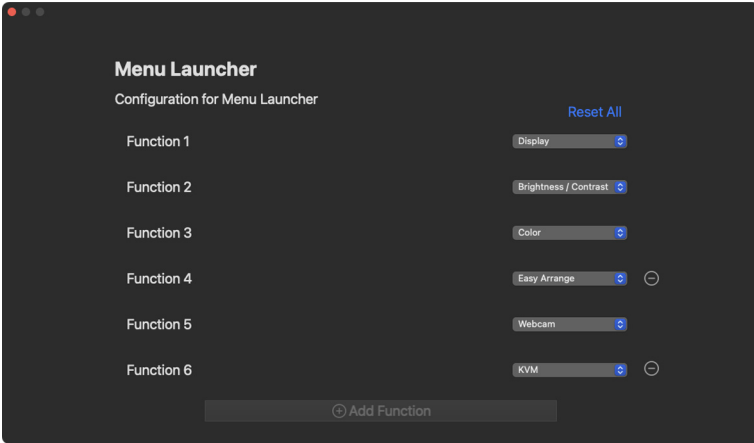 Menu Launcher
Configuration for Menu Launcher
Reset All
Function 1 Display
Function 2 Brightness / Contrast
Function 3 Color
Function 4 Easy Arrange
Function 5 Webcam
Function 6 KVM
Add Function